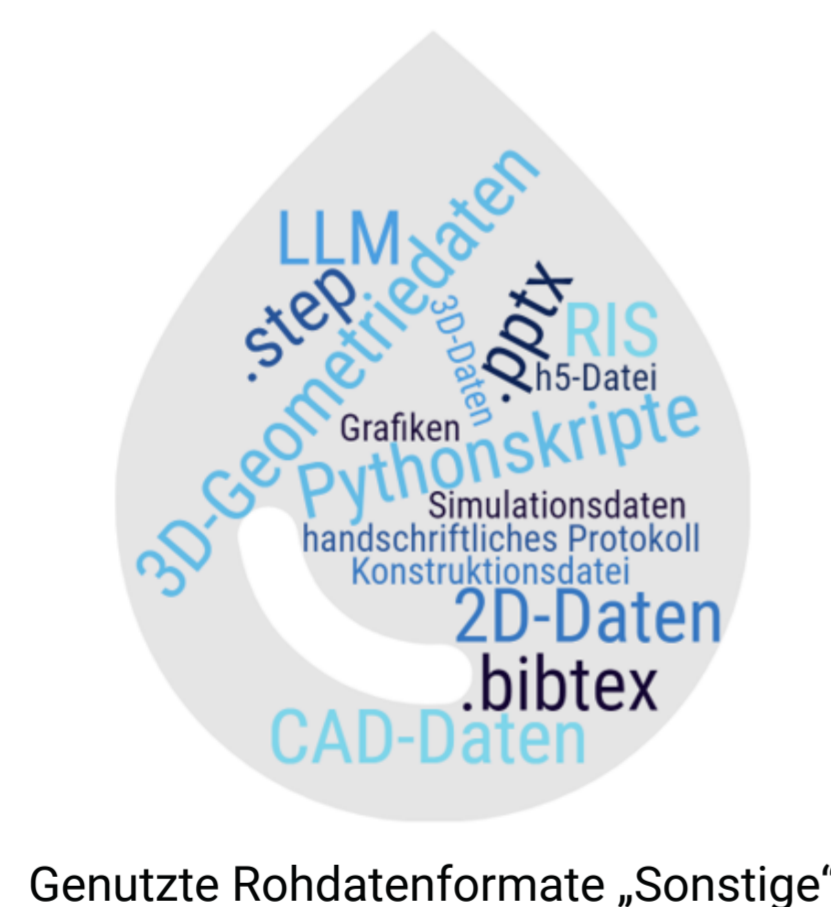 LLM
3D-Geometriedaten
.step
3D-Daten
.pptx
RIS
h5-Datei
Grafiken
Pythonskripte
Simulationsdaten
handschriftliches Protokoll
Konstruktionsdatei
2D-Daten
.bibtex
CAD-Daten
Genutzte Rohdatenformate „Sonstige“